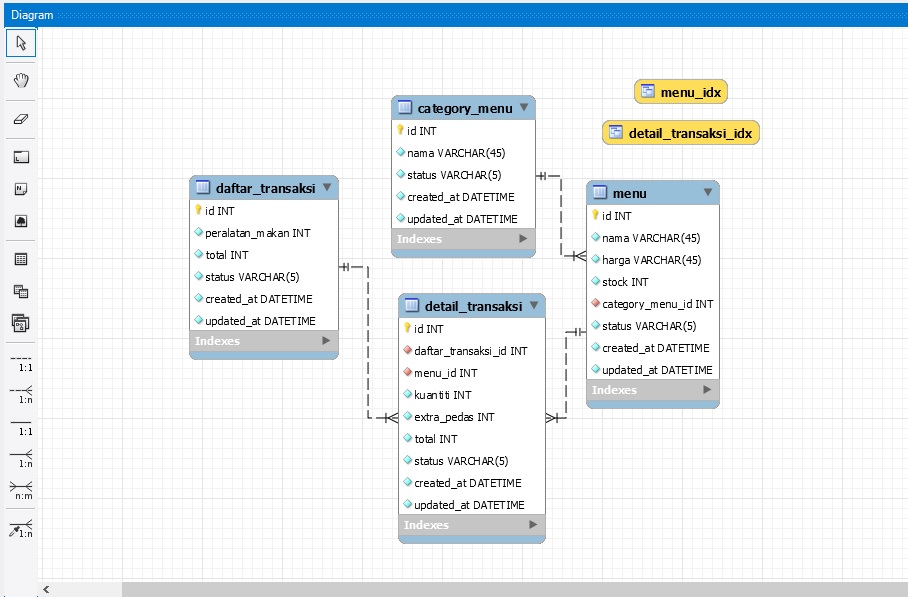 Diagram
menu_idx
detail_transaksi_idx
category_menu
id INT
nama VARCHAR(45)
status VARCHAR(5)
created_at DATETIME
updated_at DATETIME
Indexes
daftar_transaksi
id INT
peralatan_makan INT
total INT
status VARCHAR(5)
created_at DATETIME
updated_at DATETIME
Indexes
menu
id INT
nama VARCHAR(45)
harga VARCHAR(45)
stock INT
category_menu_id INT
status VARCHAR(5)
created_at DATETIME
updated_at DATETIME
Indexes
detail_transaksi
id INT
daftar_transaksi_id INT
menu_id INT
kuantiti INT
extra_pedas INT
total INT
status VARCHAR(5)
created_at DATETIME
updated_at DATETIME
Indexes
1:1
1:n
1:1
1:n
n:m
1:n